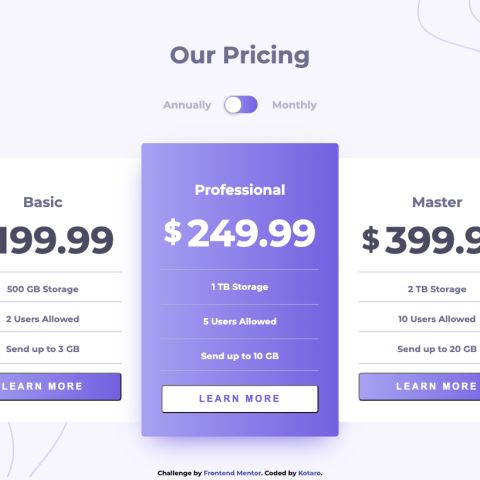 Our Pricing
Annually Monthly
Basic
199.99
500 GB Storage
2 Users Allowed
Send up to 3 GB
LEARN MORE
Professional
$ 249.99
1 TB Storage
5 Users Allowed
Send up to 10 GB
LEARN MORE
Master
$ 399.9
2 TB Storage
10 Users Allowed
Send up to 20 GB
LEARN MORE
Challenge by Frontend Mentor. Coded by Kotaro.